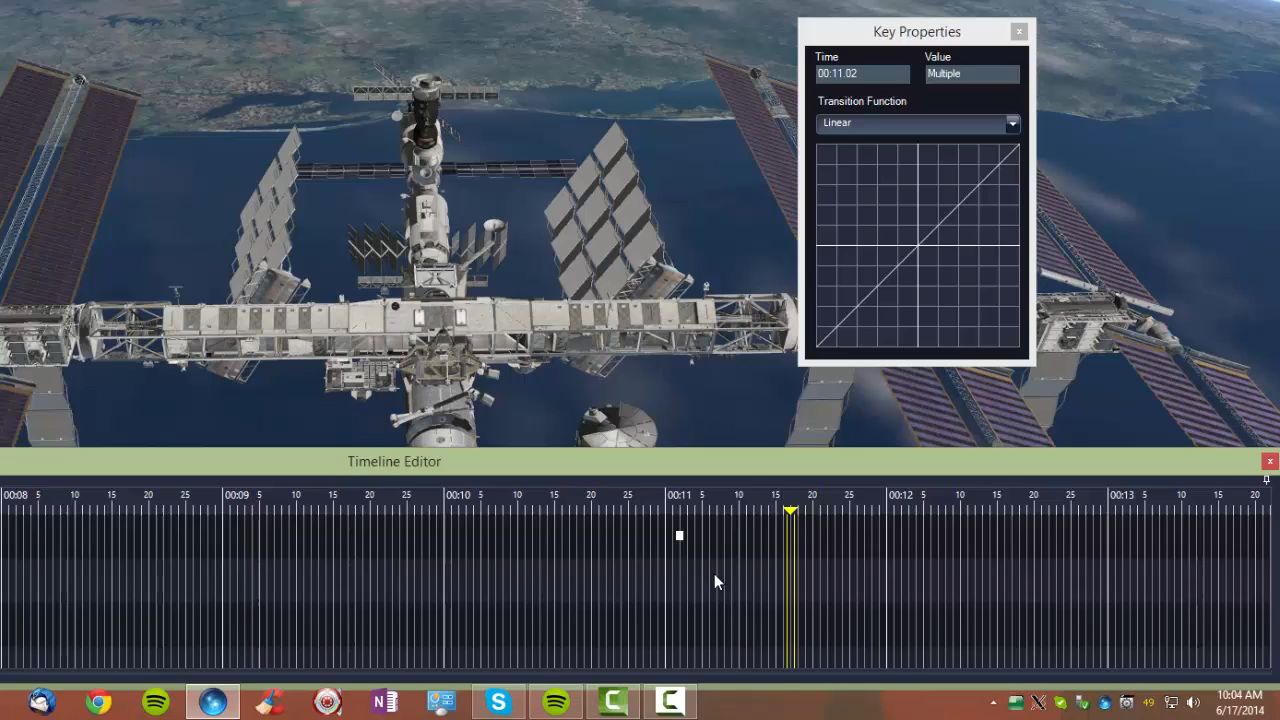 Key Properties
x
Time Value
00:11.02 Multiple
Transition Function
Linear
Timeline Editor
x
00:08 5 10 15 20 25 00:09 5 10 15 20 25 00:10 5 10 15 20 25 00:11 5 10 15 20 25 00:12 5 10 15 20 25 00:13 5 10 15 20
49
10:04 AM
6/17/2014